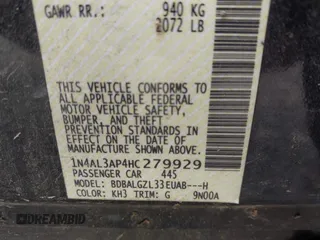 GAWR RR.: 940 KG
2072 LB
THIS VEHICLE CONFORMS TO
ALL APPLICABLE FEDERAL
MOTOR VEHICLE SAFETY,
BUMPER, AND THEFT
PREVENTION STANDARDS IN
EFFECT ON THE DATE OF
MANUFACTURE SHOWN ABOVE.
1N4AL3AP4HC279929
PASSENGER CAR 445
MODEL: BDBALGZL33EUAB---H
COLOR: KH3 TRIM: G 9N00A
BIDAMERICAID